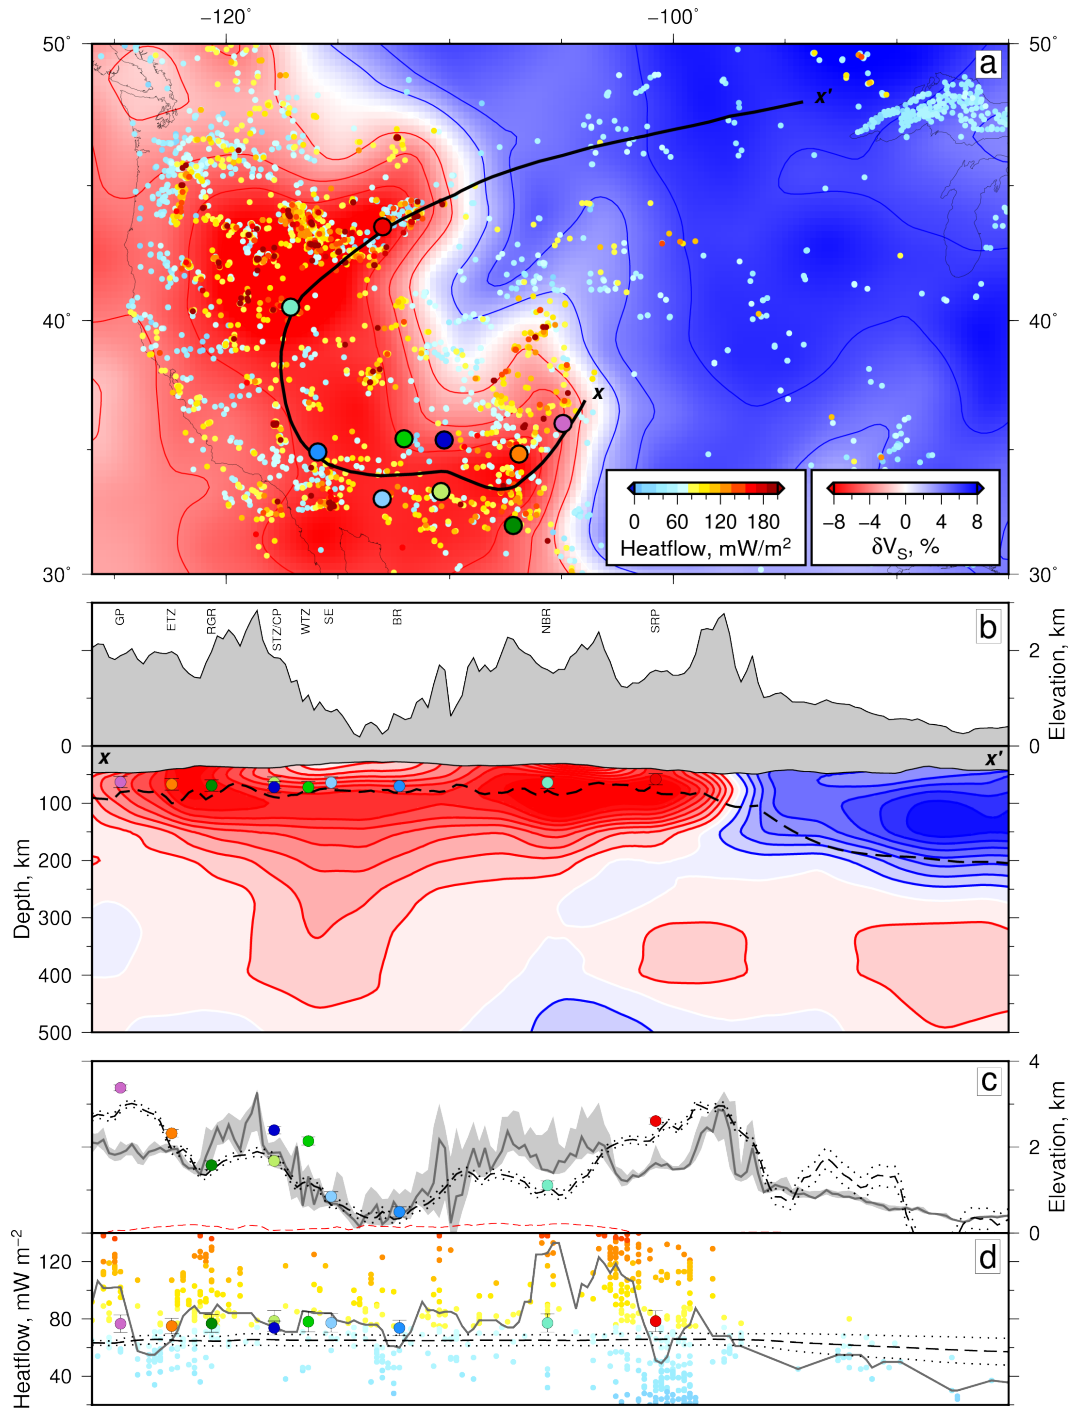 −120˚ −100˚
50˚ a 50˚
x'
40˚ 40˚
x
0 60 120 180
Heatflow, mW/m²
−8 −4 0 4 8
δV_S, %
30˚ 30˚
GP ETZ RGR STZ/CP WTZ SE BR NBR SRP b
2
Elevation, km
0 0
x x'
100
200
Depth, km
300
400
500
c 4
2
Elevation, km
0
d
120
80
Heatflow, mW m⁻²
40